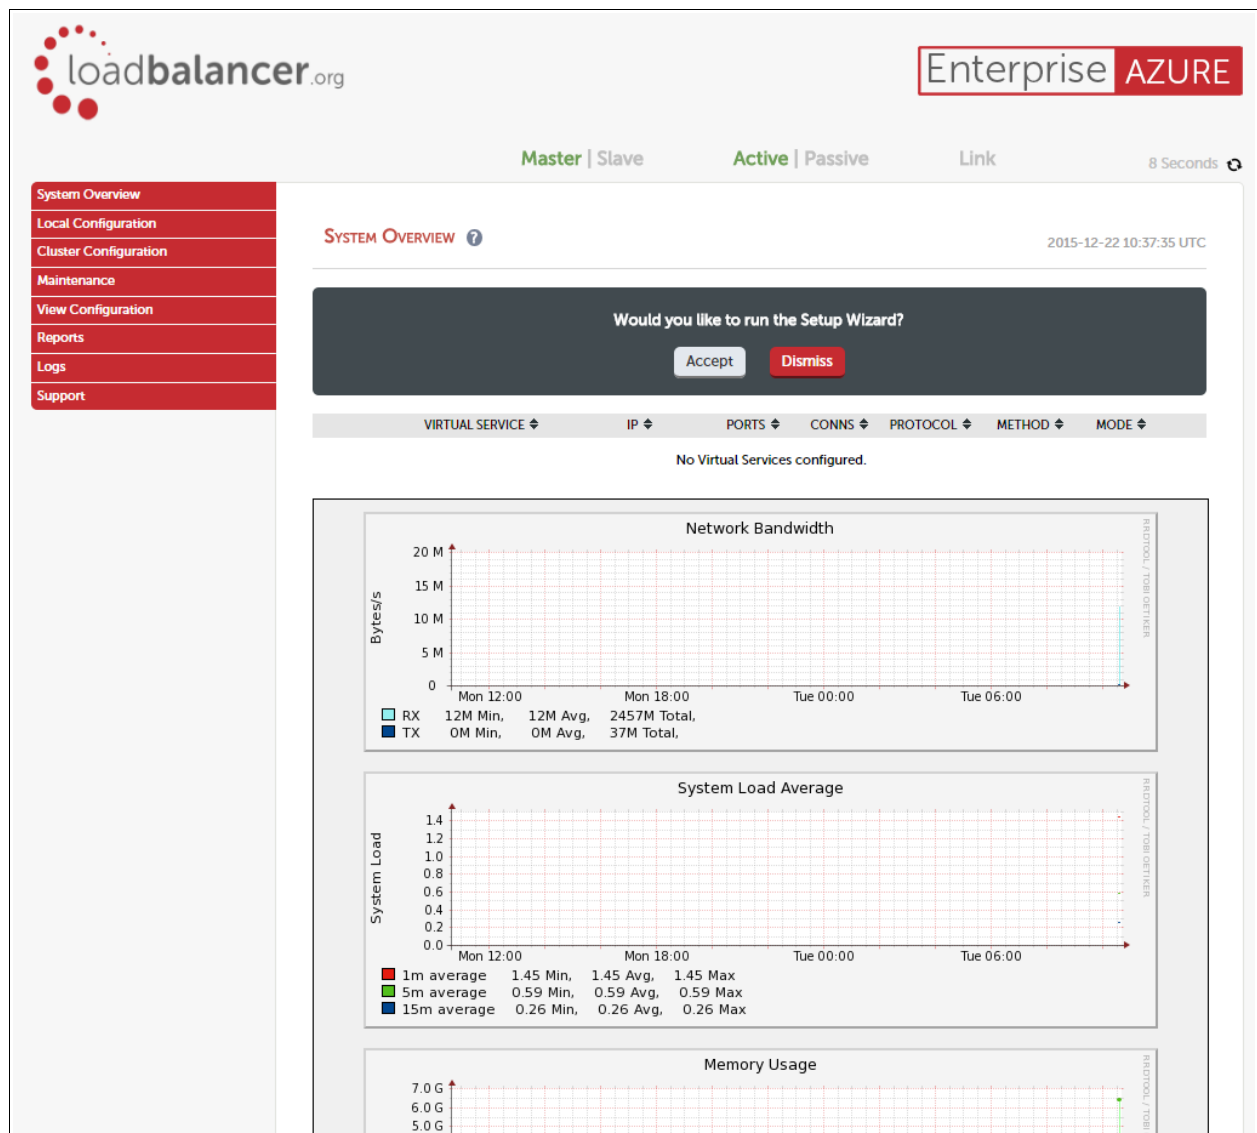 loadbalancer.org
Enterprise AZURE
Master | Slave Active | Passive Link 8 Seconds
System Overview
Local Configuration
Cluster Configuration
Maintenance
View Configuration
Reports
Logs
Support
SYSTEM OVERVIEW ?
2015-12-22 10:37:35 UTC
Would you like to run the Setup Wizard?
Accept Dismiss
VIRTUAL SERVICE IP PORTS CONNS PROTOCOL METHOD MODE
No Virtual Services configured.
Network Bandwidth
RRDTOOL / TOBI OETIKER
Bytes/s
20 M
15 M
10 M
5 M
0
Mon 12:00 Mon 18:00 Tue 00:00 Tue 06:00
RX 12M Min, 12M Avg, 2457M Total,
TX 0M Min, 0M Avg, 37M Total,
System Load Average
RRDTOOL / TOBI OETIKER
System Load
1.4
1.2
1.0
0.8
0.6
0.4
0.2
0.0
Mon 12:00 Mon 18:00 Tue 00:00 Tue 06:00
1m average 1.45 Min, 1.45 Avg, 1.45 Max
5m average 0.59 Min, 0.59 Avg, 0.59 Max
15m average 0.26 Min, 0.26 Avg, 0.26 Max
Memory Usage
RRDTOOL / TOBI
7.0 G
6.0 G
5.0 G